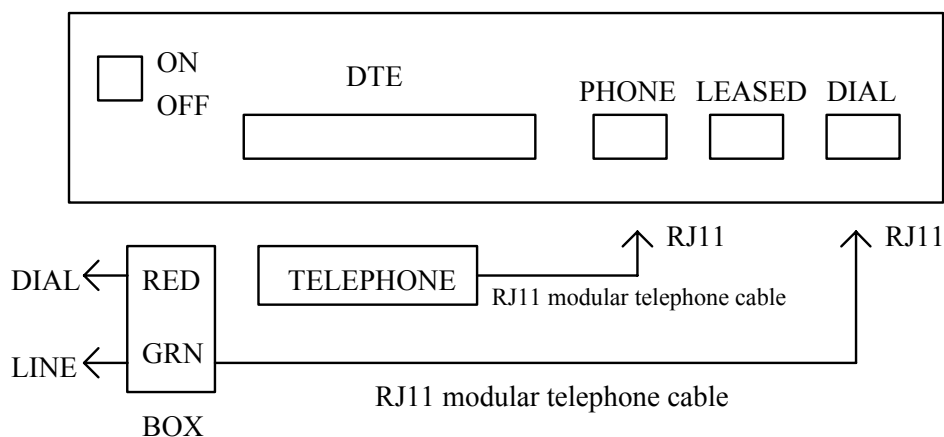 ON
OFF
DTE
PHONE LEASED DIAL
RJ11
RJ11
DIAL
RED
TELEPHONE
RJ11 modular telephone cable
LINE
GRN
RJ11 modular telephone cable
BOX